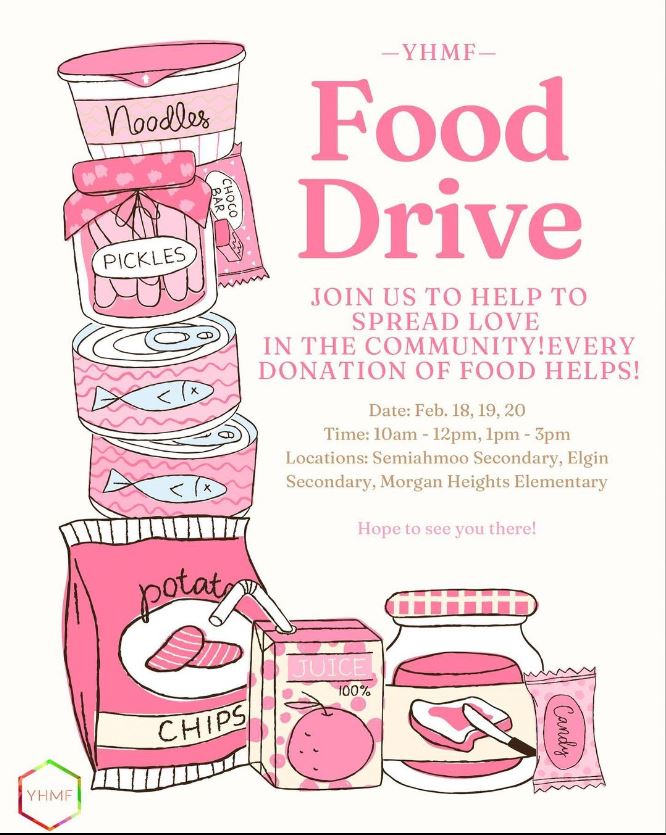 —YHMF—
Food
Drive
JOIN US TO HELP TO
SPREAD LOVE
IN THE COMMUNITY!EVERY
DONATION OF FOOD HELPS!
Date: Feb. 18, 19, 20
Time: 10am - 12pm, 1pm - 3pm
Locations: Semiahmoo Secondary, Elgin
Secondary, Morgan Heights Elementary
Hope to see you there!
Noodles
CHOCO
BAR
PICKLES
potato
CHIPS
JUICE
100%
Candy
YHMF